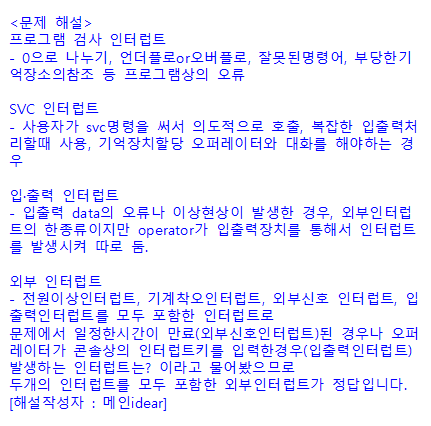 <문제 해설>
프로그램 검사 인터럽트
- 0으로 나누기, 언더플로or오버플로, 잘못된명령어, 부당한기
억장소의참조 등 프로그램상의 오류
SVC 인터럽트
- 사용자가 svc명령을 써서 의도적으로 호출, 복잡한 입출력처
리할때 사용, 기억장치할당 오퍼레이터와 대화를 해야하는 경
우
입·출력 인터럽트
- 입출력 data의 오류나 이상현상이 발생한 경우, 외부인터럽
트의 한종류이지만 operator가 입출력장치를 통해서 인터럽트
를 발생시켜 따로 둠.
외부 인터럽트
- 전원이상인터럽트, 기계착오인터럽트, 외부신호 인터럽트, 입
출력인터럽트를 모두 포함한 인터럽트로
문제에서 일정한시간이 만료(외부신호인터럽트)된 경우나 오퍼
레이터가 콘솔상의 인터럽트키를 입력한경우(입출력인터럽트)
발생하는 인터럽트는? 이라고 물어봤으므로
두개의 인터럽트를 모두 포함한 외부인터럽트가 정답입니다.
[해설작성자 : 메인idear]